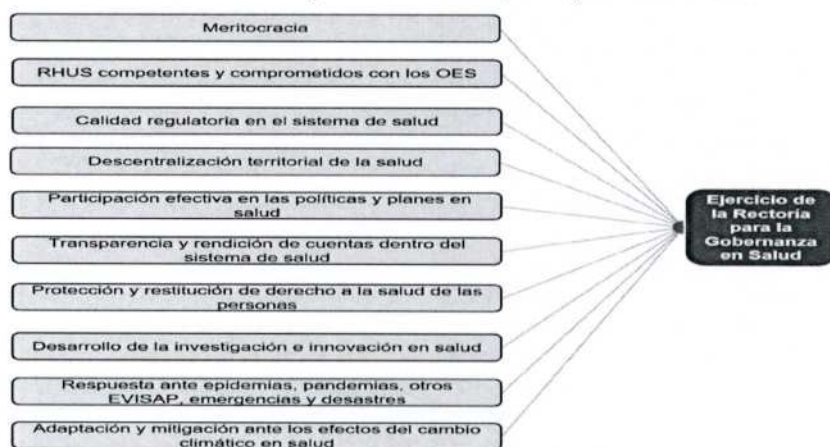 Meritocracia
RHUS competentes y comprometidos con los OES
Calidad regulatoria en el sistema de salud
Descentralización territorial de la salud
Participación efectiva en las políticas y planes en
salud
Transparencia y rendición de cuentas dentro del
sistema de salud
Protección y restitución de derecho a la salud de las
personas
Desarrollo de la investigación e innovación en salud
Respuesta ante epidemias, pandemias, otros
EVISAP, emergencias y desastres
Adaptación y mitigación ante los efectos del cambio
climático en salud
Ejercicio de
la Rectoría
para la
Gobernanza
en Salud